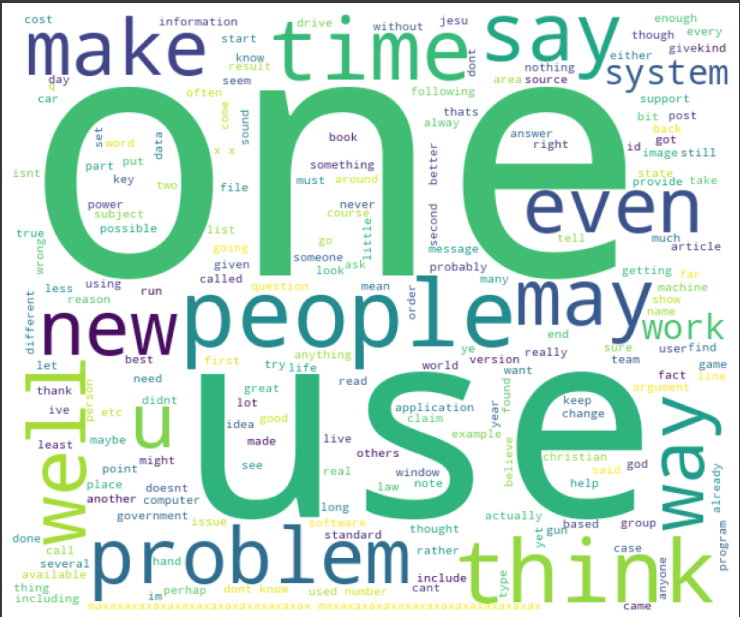 cost information drive without jesu enough every
make time say though givekind
start know dont nothing either system
day q result following area source
car often come sound alway thats support
one
isnt set word data book answer right bit post back
part put x x something better id got image still
key two file must around state provide take
power subject possible never course second even
true wrong list go little message tell much article
going given someone look ask probably getting far
less using called question mean order many machine
reason run show name
different new people may work
let best first anything ye end sure user find
need try life world version really team game
thank great read want fact line
ive person etc didnt lot idea good application year found keep argument
well u use way
least maybe made live others claim example change
might see real window believe christian said god
point doesnt law note help
place another computer long already
government issue software actually yet gun based group
done problem standard thought think program
call hand rather case
several include type anyone
available perhap dont know used number cant
thing im came
including maxaxaxaxaxaxaxaxaxaxaxaxaxaxax maxaxaxaxaxaxaxaxaxaxaxaxaxaxax